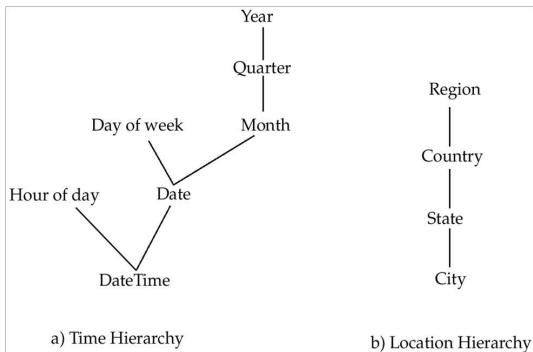 Year
Quarter
Region
Day of week
Month
Country
Hour of day
Date
State
DateTime
City
a) Time Hierarchy
b) Location Hierarchy